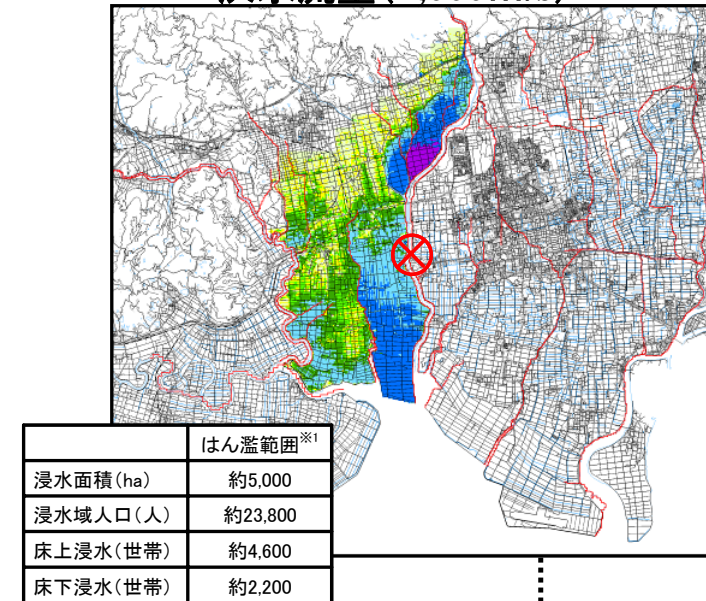 はん濫範囲※1
浸水面積(ha) 約5,000
浸水域人口(人) 約23,800
床上浸水(世帯) 約4,600
床下浸水(世帯) 約2,200